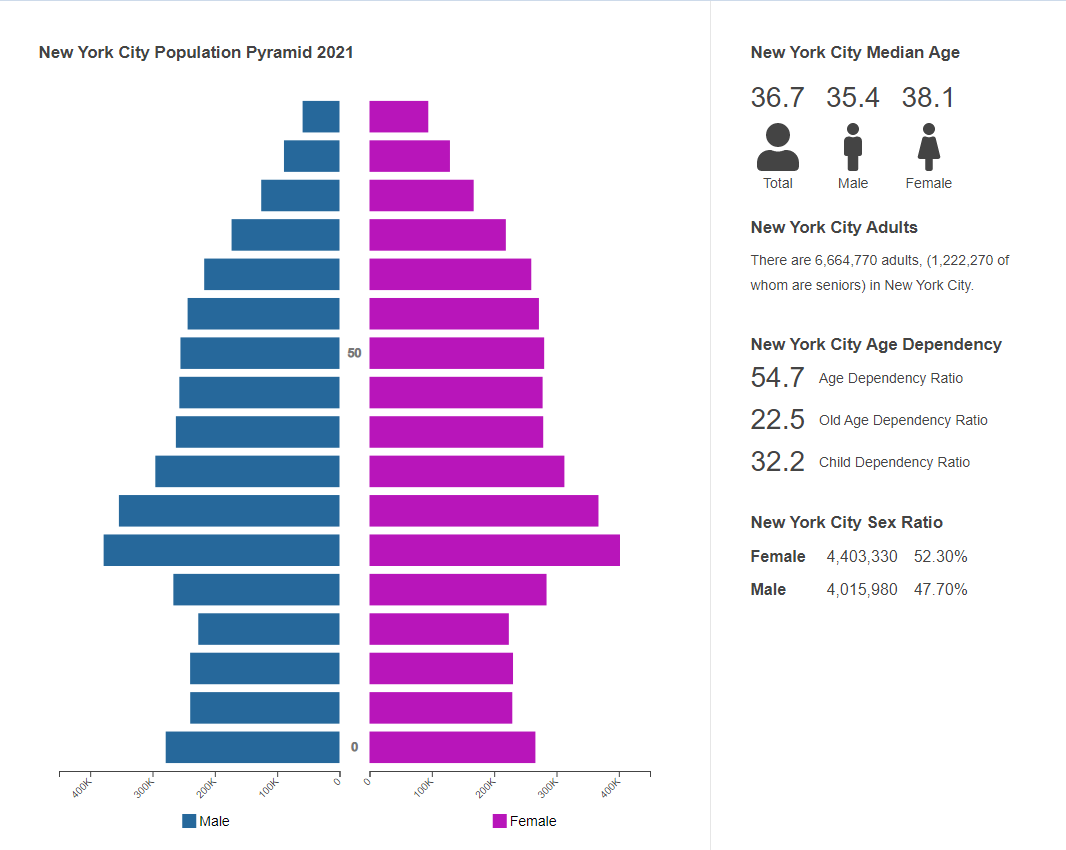 New York City Population Pyramid 2021
50
0
400K
300K
200K
100K
0
0
100K
200K
300K
400K
Male
Female
New York City Median Age
36.7 35.4 38.1
Total Male Female
New York City Adults
There are 6,664,770 adults, (1,222,270 of
whom are seniors) in New York City.
New York City Age Dependency
54.7 Age Dependency Ratio
22.5 Old Age Dependency Ratio
32.2 Child Dependency Ratio
New York City Sex Ratio
Female 4,403,330 52.30%
Male 4,015,980 47.70%